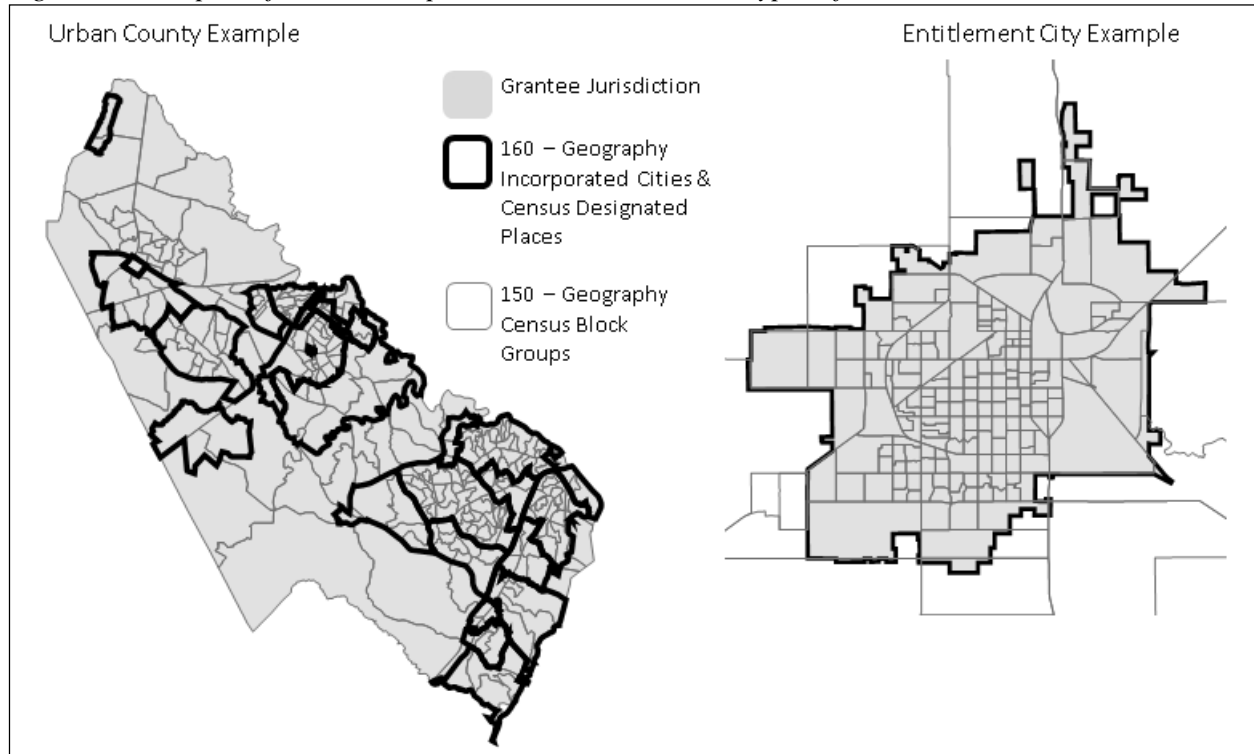 Urban County Example
Entitlement City Example
Grantee Jurisdiction
160 – Geography
Incorporated Cities &
Census Designated
Places
150 – Geography
Census Block
Groups